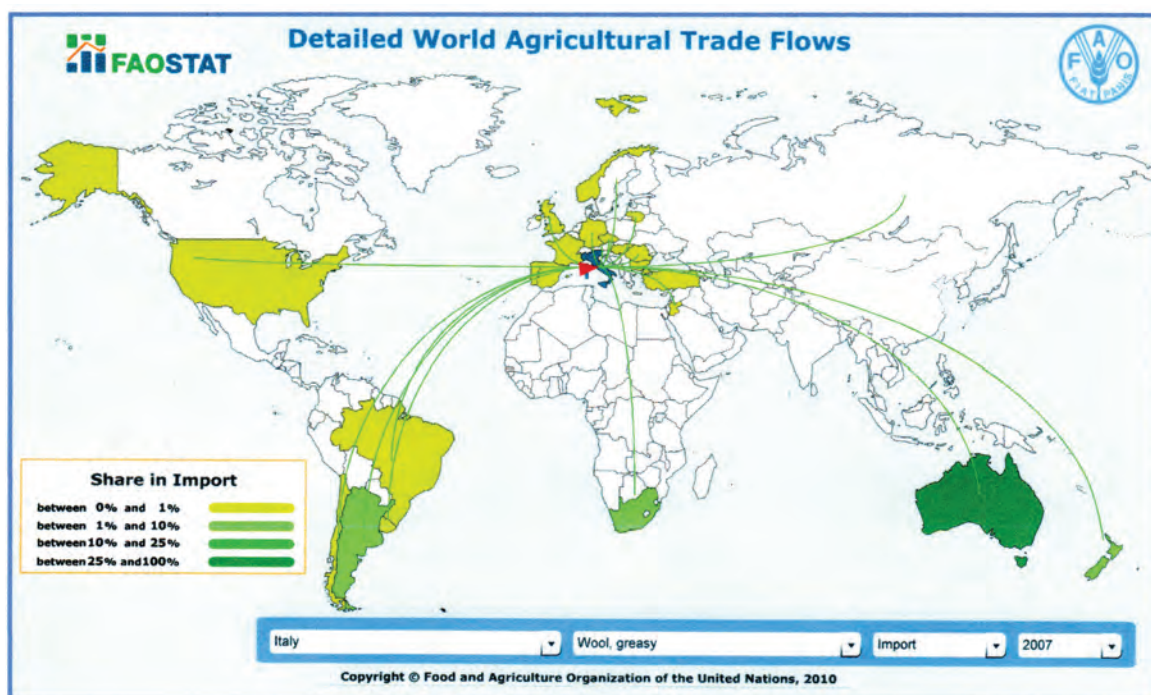 Detailed World Agricultural Trade Flows
FAOSTAT
F A O
FIAT PANIS
Share in Import
between 0% and 1%
between 1% and 10%
between 10% and 25%
between 25% and 100%
Italy
Wool, greasy
Import
2007
Copyright © Food and Agriculture Organization of the United Nations, 2010